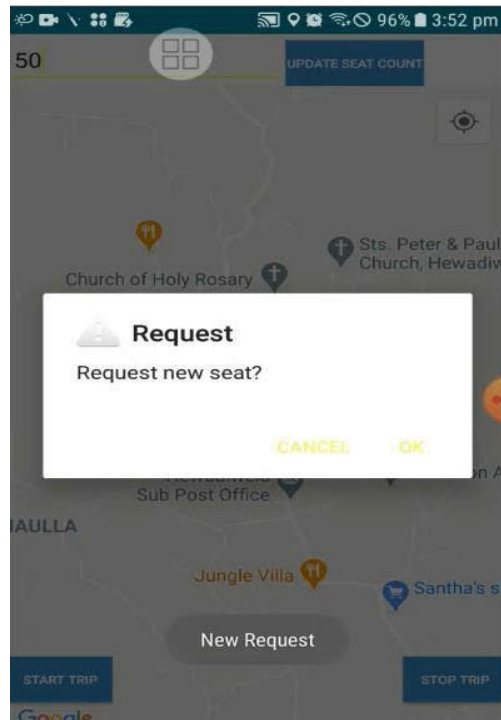 96% 3:52 pm
50
UPDATE SEAT COUNT
Sts. Peter & Paul
Church, Hewadiw
Church of Holy Rosary
Request
Request new seat?
CANCEL OK
on A
Sub Post Office
AULLA
Jungle Villa
Santha's s
New Request
START TRIP
STOP TRIP
Google